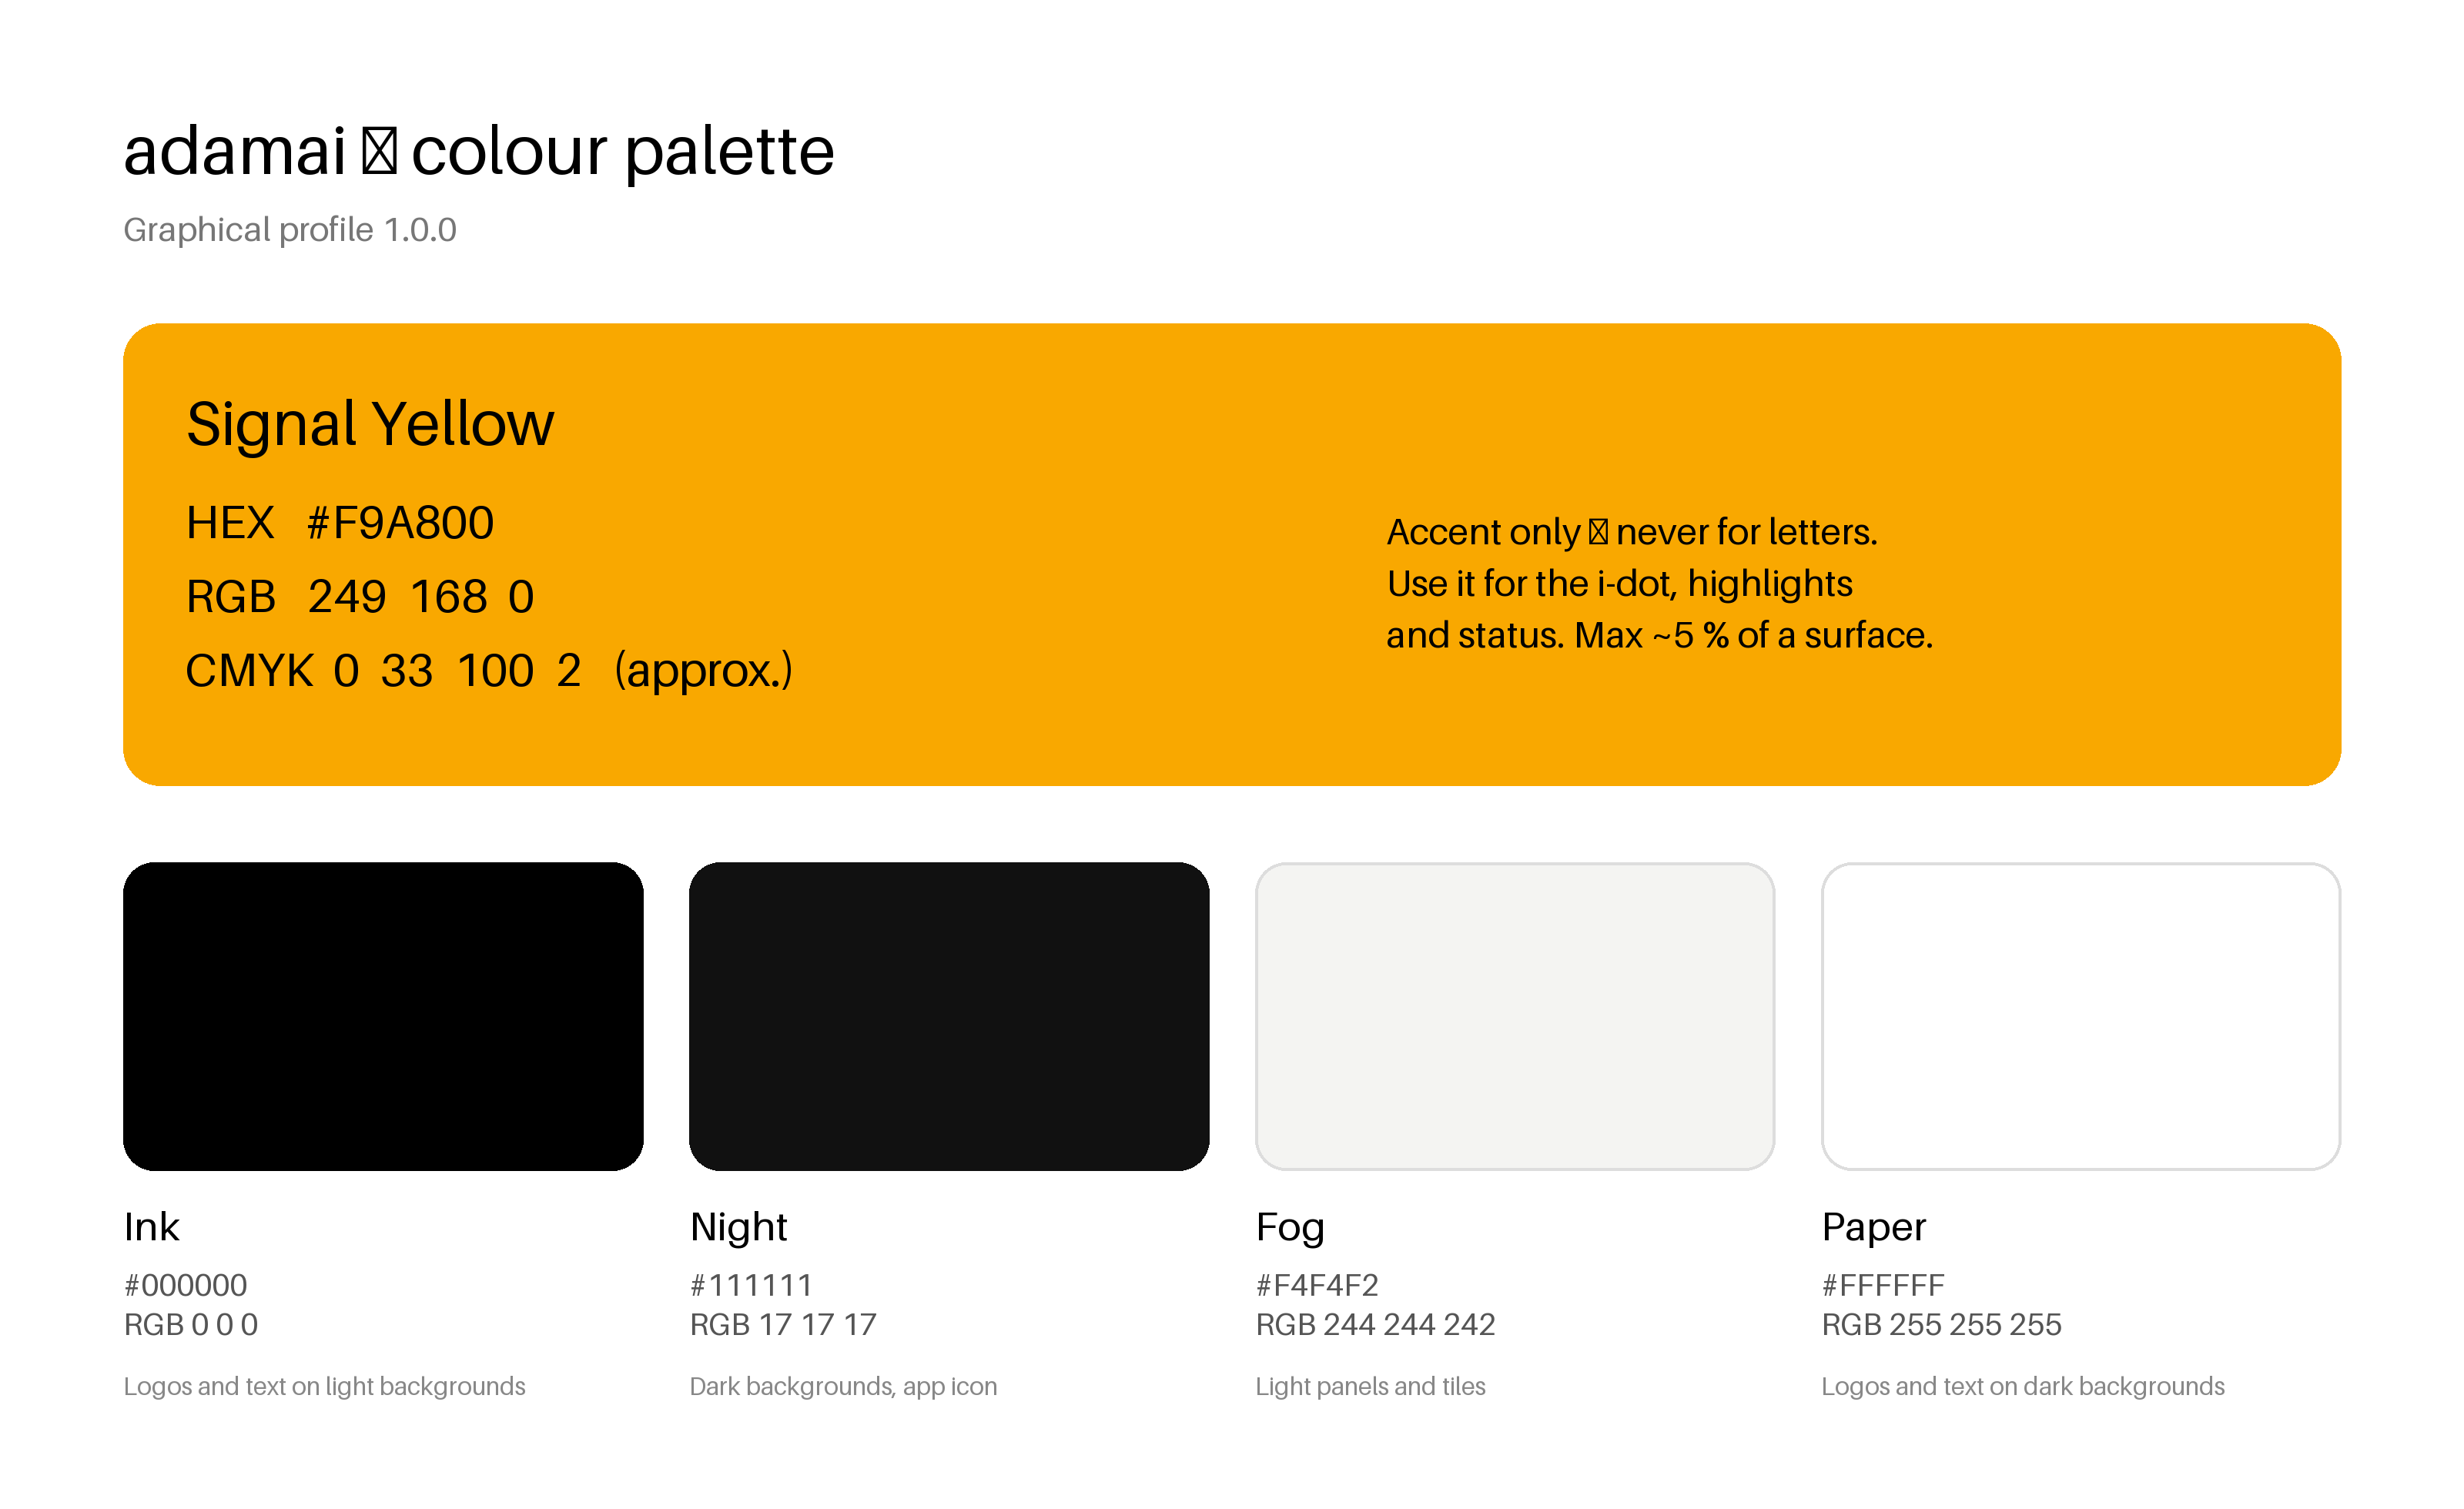 adamai ☒ colour palette
Graphical profile 1.0.0
Signal Yellow
HEX #F9A800
RGB 249 168 0
CMYK 0 33 100 2 (approx.)
Accent only ☒ never for letters.
Use it for the i-dot, highlights
and status. Max ~5 % of a surface.
Ink
#000000
RGB 0 0 0
Logos and text on light backgrounds
Night
#111111
RGB 17 17 17
Dark backgrounds, app icon
Fog
#F4F4F2
RGB 244 244 242
Light panels and tiles
Paper
#FFFFFF
RGB 255 255 255
Logos and text on dark backgrounds